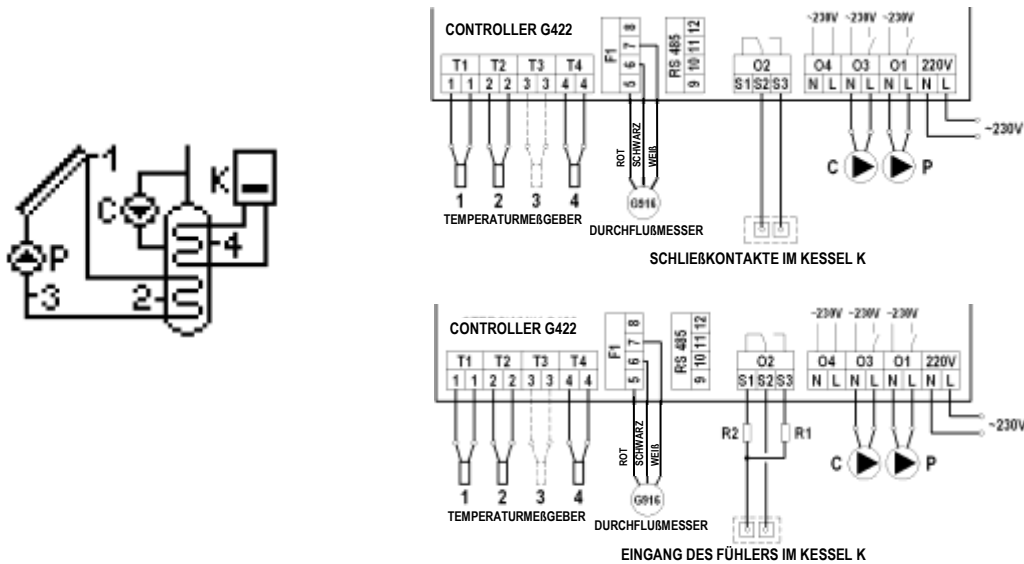 1
K
C
P
4
3
2
~230V ~230V ~230V
CONTROLLER G422
F1
8
7
6
5
RS 485
9 10 11 12
T1 T2 T3 T4
1 1 2 2 3 3 4 4
O2
S1 S2 S3
O4 O3 O1 220V
N L N L N L N L
~230V
ROT
SCHWARZ
WEIß
C P
1 2 3 4
G916
TEMPERATURMEßGEBER
DURCHFLUßMESSER
SCHLIEßKONTAKTE IM KESSEL K
~230V ~230V ~230V
CONTROLLER G422
F1
8
7
6
5
RS 485
9 10 11 12
T1 T2 T3 T4
1 1 2 2 3 3 4 4
O2
S1 S2 S3
O4 O3 O1 220V
N L N L N L N L
~230V
R2 R1
ROT
SCHWARZ
WEIß
C P
1 2 3 4
G916
TEMPERATURMEßGEBER
DURCHFLUßMESSER
EINGANG DES FÜHLERS IM KESSEL K